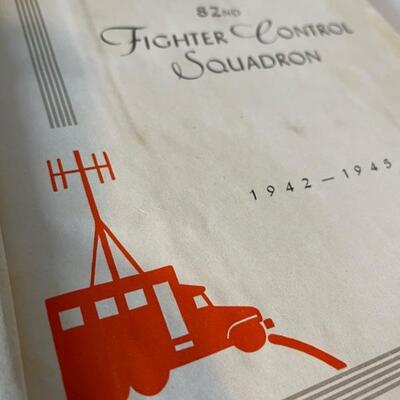 82ND
FIGHTER CONTROL
SQUADRON
1942-1945